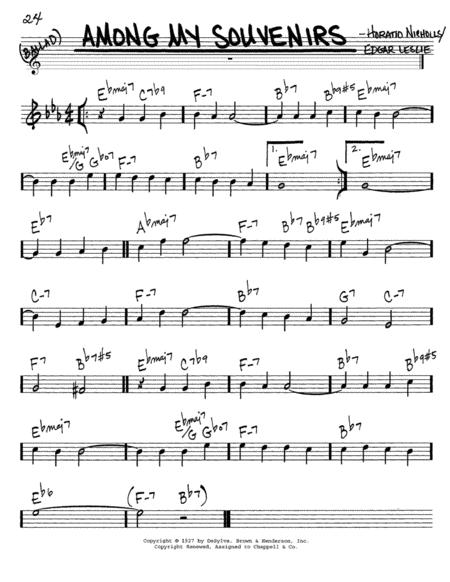 24
AMONG MY SOUVENIRS
– HORATIO NICHOLLS/
EDGAR LESLIE
(BALLAD)
Ebmaj7 C7b9 F-7 Bb7 Bb9#5 Ebmaj7
Ebmaj7/G Gbo7 F-7 Bb7 1. Ebmaj7 2. Ebmaj7
Eb7 Abmaj7 F-7 Bb7 Bb9#5 Ebmaj7
C-7 F-7 Bb7 G7 C-7
F7 Bb7#5 Ebmaj7 C7b9 F-7 Bb7 Bb9#5
Ebmaj7 Ebmaj7/G Gbo7 F-7 Bb7
Eb6 (F-7 Bb7)
Copyright © 1927 by DeSylva, Brown & Henderson, Inc.
Copyright Renewed, Assigned to Chappell & Co.